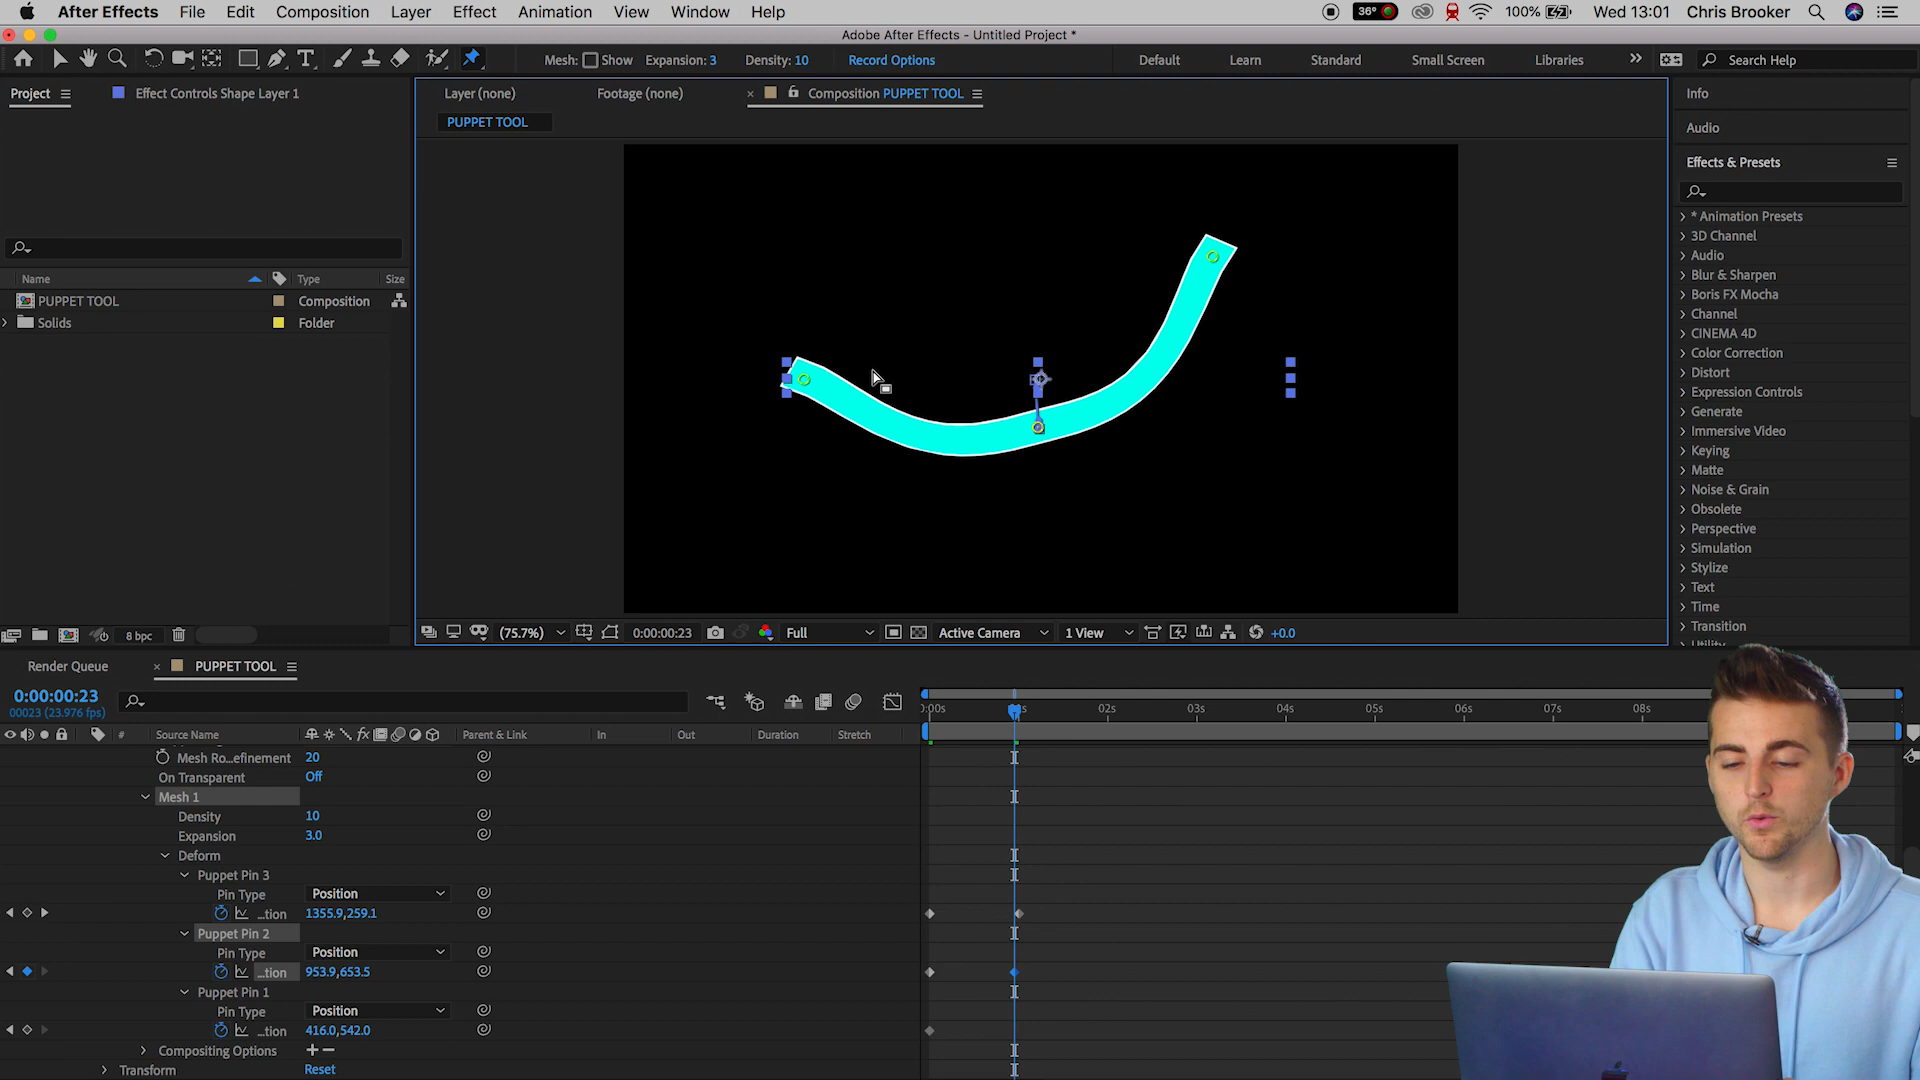 After Effects File Edit Composition Layer Effect Animation View Window Help 36° 100% Wed 13:01 Chris Brooker
Adobe After Effects - Untitled Project *
Mesh: Show Expansion: 3 Density: 10 Record Options Default Learn Standard Small Screen Libraries Search Help
Project Effect Controls Shape Layer 1 Layer (none) Footage (none) Composition PUPPET TOOL Info
PUPPET TOOL
Audio
Effects & Presets
* Animation Presets
3D Channel
Audio
Blur & Sharpen
Boris FX Mocha
Channel
CINEMA 4D
Color Correction
Distort
Expression Controls
Generate
Immersive Video
Keying
Matte
Noise & Grain
Obsolete
Perspective
Simulation
Stylize
Text
Time
Transition
Utility
Name Type Size
PUPPET TOOL Composition
Solids Folder
8 bpc (75.7%) 0:00:00:23 Full Active Camera 1 View +0.0
Render Queue PUPPET TOOL
0:00:00:23
00023 (23.976 fps)
0:00s 02s 03s 04s 05s 06s 07s 08s
# Source Name Parent & Link In Out Duration Stretch
Mesh Ro...efinement 20
On Transparent Off
Mesh 1
Density 10
Expansion 3.0
Deform
Puppet Pin 3
Pin Type Position
...tion 1355.9,259.1
Puppet Pin 2
Pin Type Position
...tion 953.9,653.5
Puppet Pin 1
Pin Type Position
...tion 416.0,542.0
Compositing Options + −
Transform Reset